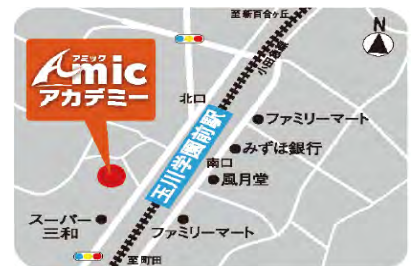 至新百合ヶ丘
N
小田急線
アミック
Amic
アカデミー
北口
玉川学園前駅
ファミリーマート
みずほ銀行
南口
風月堂
スーパー
三和
ファミリーマート
至町田